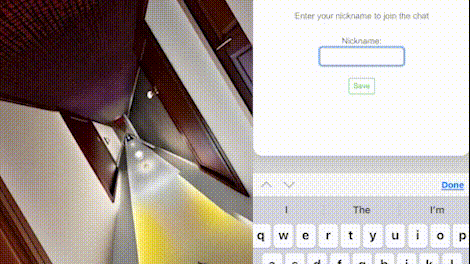 Enter your nickname to join the chat
Nickname:
Save
Done
I The I'm
q w e r t y u i o p
a s d f g h j k l